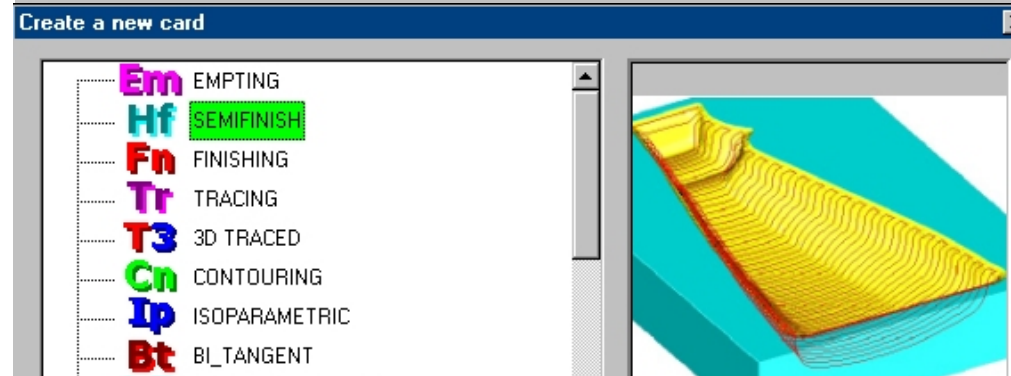 Create a new card
Em EMPTING
Hf SEMIFINISH
Fn FINISHING
Tr TRACING
T3 3D TRACED
Cn CONTOURING
Ip ISOPARAMETRIC
Bt BI_TANGENT